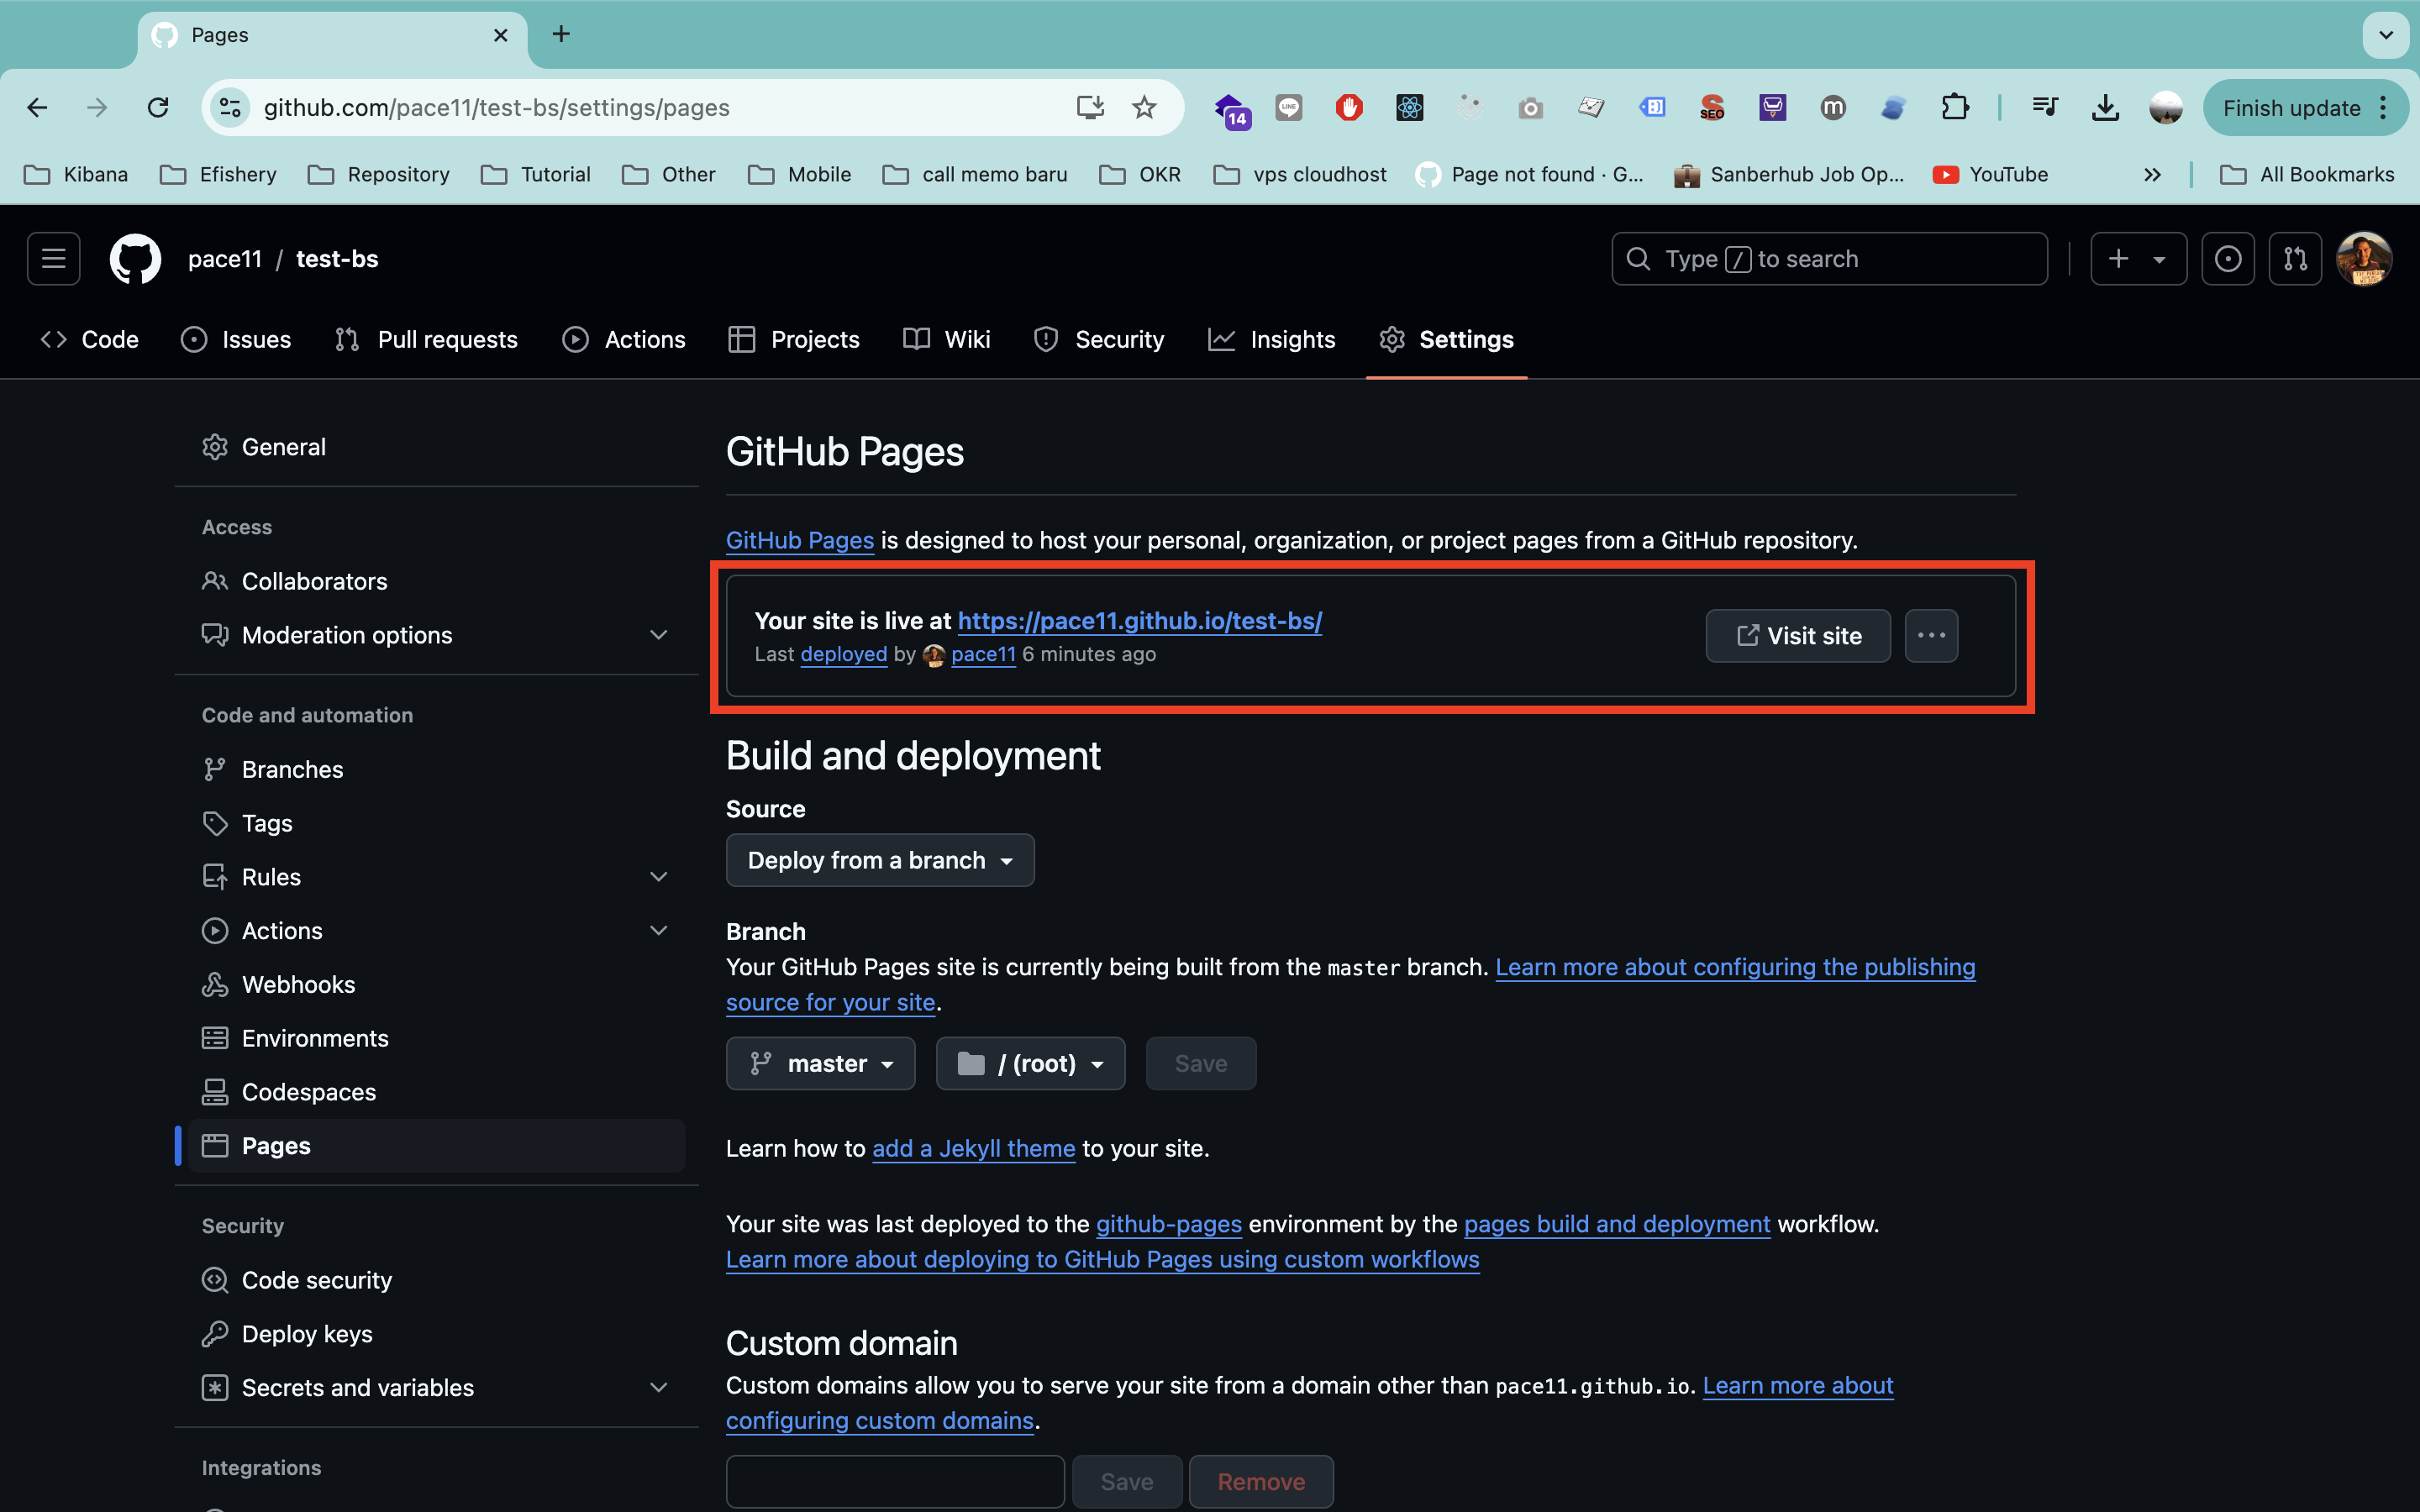 Pages
github.com/pace11/test-bs/settings/pages
14
LINE
SEO
m
Finish update
Kibana
Efishery
Repository
Tutorial
Other
Mobile
call memo baru
OKR
vps cloudhost
Page not found · G...
Sanberhub Job Op...
YouTube
All Bookmarks
pace11 / test-bs
Type / to search
Code
Issues
Pull requests
Actions
Projects
Wiki
Security
Insights
Settings
General
Access
Collaborators
Moderation options
Code and automation
Branches
Tags
Rules
Actions
Webhooks
Environments
Codespaces
Pages
Security
Code security
Deploy keys
Secrets and variables
Integrations
GitHub Pages
GitHub Pages is designed to host your personal, organization, or project pages from a GitHub repository.
Your site is live at https://pace11.github.io/test-bs/
Last deployed by pace11 6 minutes ago
Visit site
Build and deployment
Source
Deploy from a branch
Branch
Your GitHub Pages site is currently being built from the master branch. Learn more about configuring the publishing
source for your site.
master
/ (root)
Save
Learn how to add a Jekyll theme to your site.
Your site was last deployed to the github-pages environment by the pages build and deployment workflow.
Learn more about deploying to GitHub Pages using custom workflows
Custom domain
Custom domains allow you to serve your site from a domain other than pace11.github.io. Learn more about
configuring custom domains.
Save
Remove